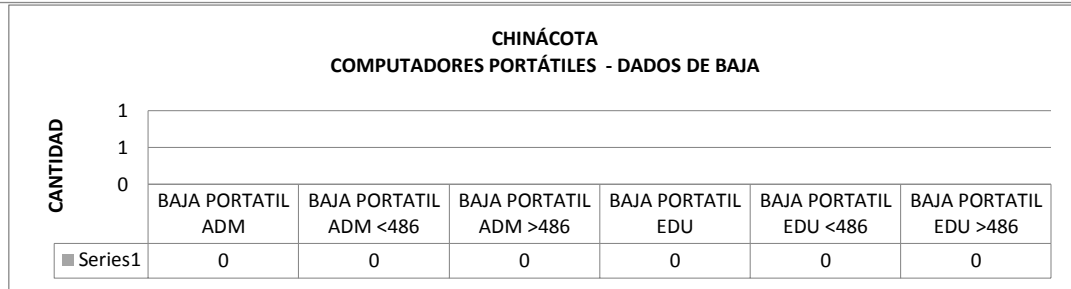 CHINÁCOTA
COMPUTADORES PORTÁTILES - DADOS DE BAJA
CANTIDAD
1
1
0
BAJA PORTATIL ADM
BAJA PORTATIL ADM <486
BAJA PORTATIL ADM >486
BAJA PORTATIL EDU
BAJA PORTATIL EDU <486
BAJA PORTATIL EDU >486
Series1 0 0 0 0 0 0